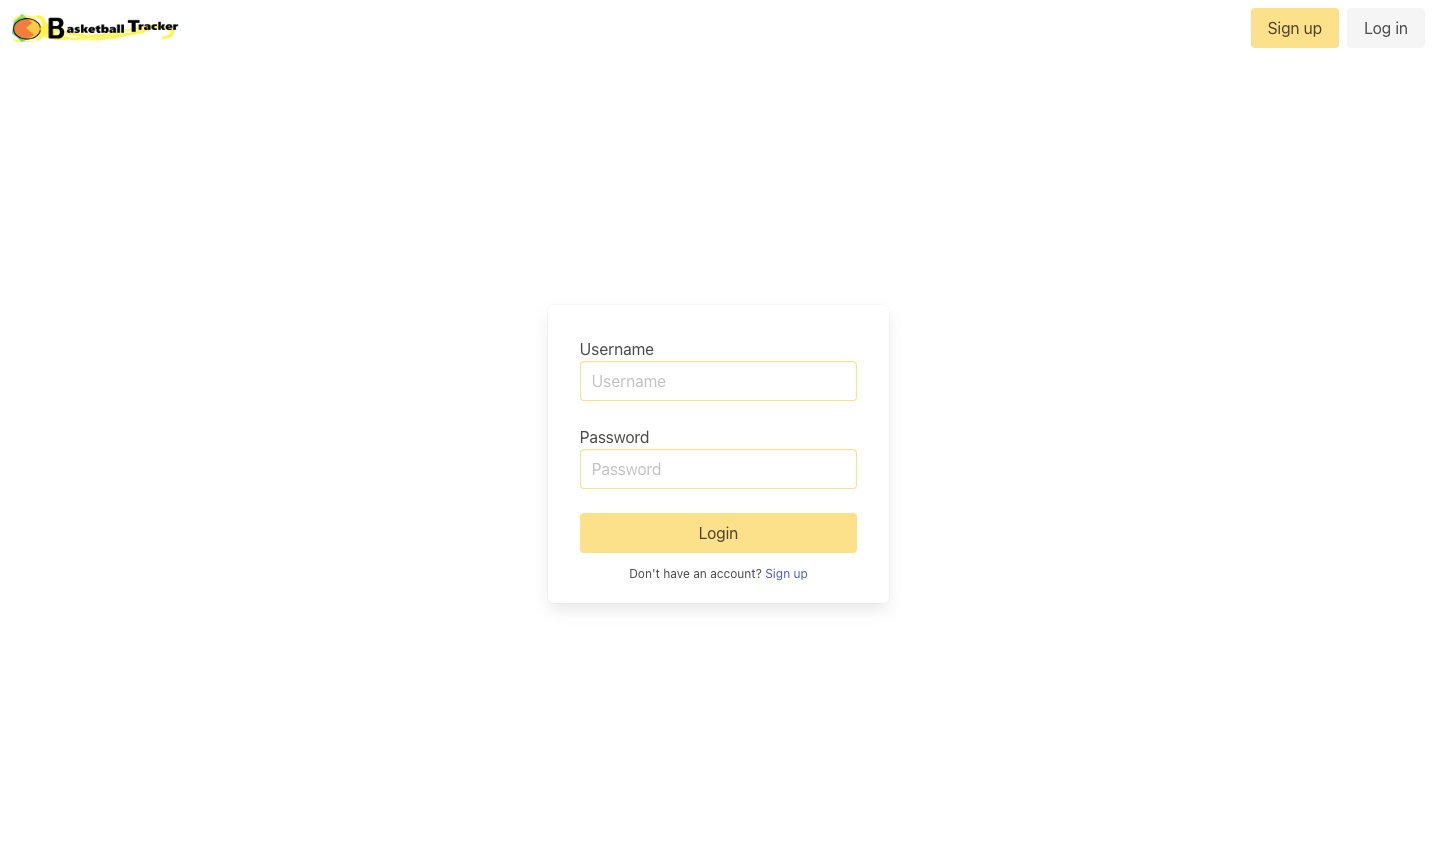 Basketball Tracker
Sign up
Log in
Username
Username
Password
Password
Login
Don't have an account? Sign up